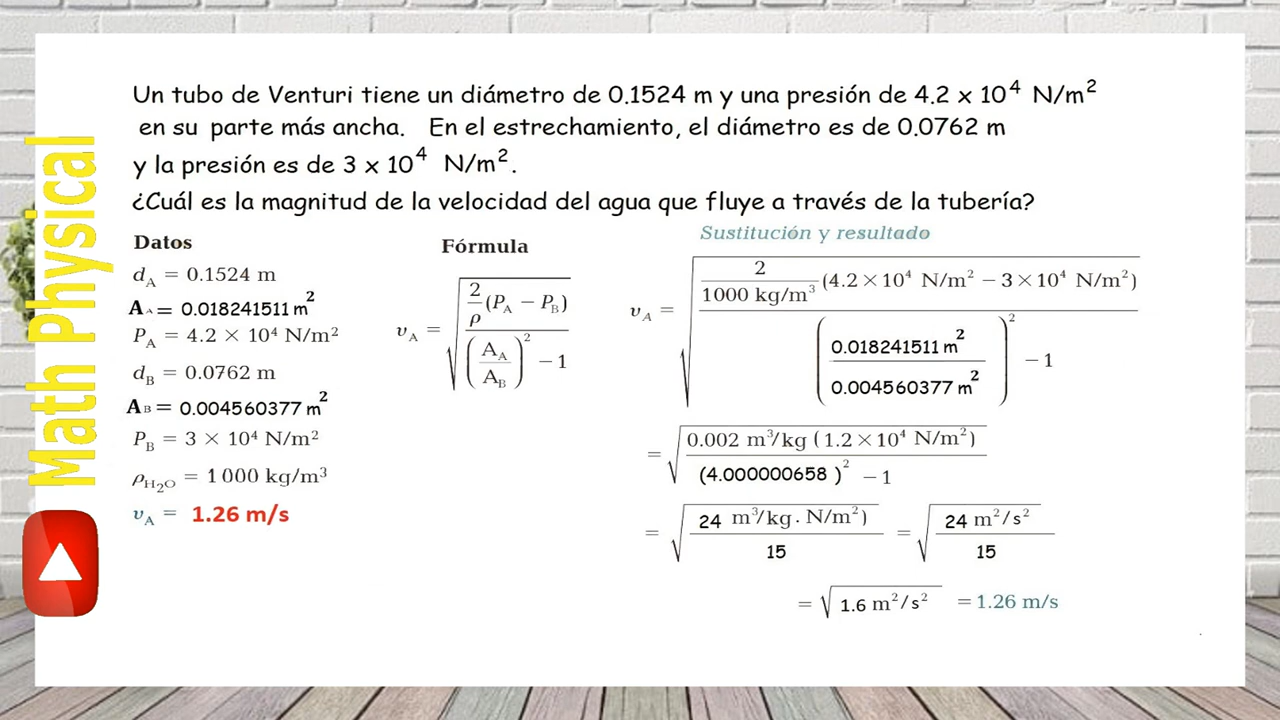 Un tubo de Venturi tiene un diámetro de 0.1524 m y una presión de 4.2 x 10⁴ N/m²
en su parte más ancha. En el estrechamiento, el diámetro es de 0.0762 m
y la presión es de 3 x 10⁴ N/m².
¿Cuál es la magnitud de la velocidad del agua que fluye a través de la tubería?
Datos
d_A = 0.1524 m
A_A = 0.018241511 m²
P_A = 4.2 × 10⁴ N/m²
d_B = 0.0762 m
A_B = 0.004560377 m²
P_B = 3 × 10⁴ N/m²
ρ_H₂O = 1 000 kg/m³
υ_A = 1.26 m/s
Fórmula
υ_A = √( (2/ρ (P_A − P_B)) / ((A_A/A_B)² − 1) )
Sustitución y resultado
υ_A = √( (2/1000 kg/m³ (4.2×10⁴ N/m² − 3×10⁴ N/m²)) / ((0.018241511 m²/0.004560377 m²)² − 1) )
= √( 0.002 m³/kg (1.2×10⁴ N/m²) / (4.000000658)² − 1 )
= √( 24 m³/kg . N/m²) / 15 = √( 24 m²/s² / 15
= √1.6 m²/s² = 1.26 m/s
Math Physical